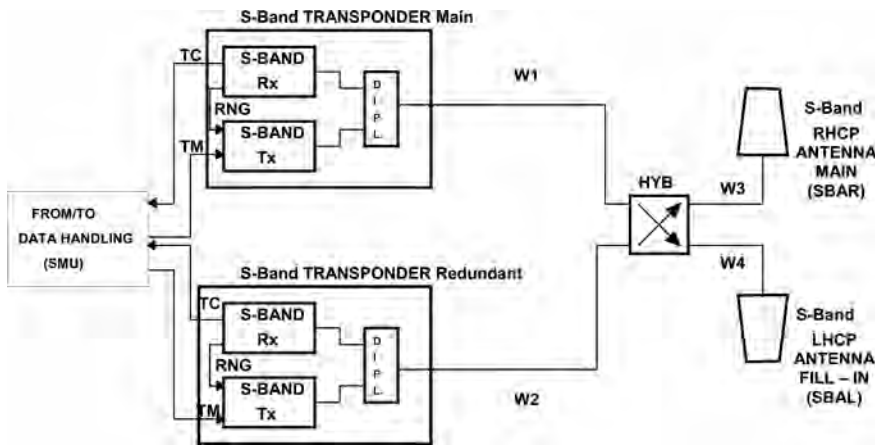 S-Band TRANSPONDER Main
TC
S-BAND
Rx
RNG
TM
S-BAND
Tx
D
I
P
L
W1
FROM/TO
DATA HANDLING
(SMU)
HYB
W3
W4
S-Band
RHCP
ANTENNA
MAIN
(SBAR)
S-Band TRANSPONDER Redundant
TC
S-BAND
Rx
RNG
TM
S-BAND
Tx
D
I
P
L
W2
S-Band
LHCP
ANTENNA
FILL – IN
(SBAL)